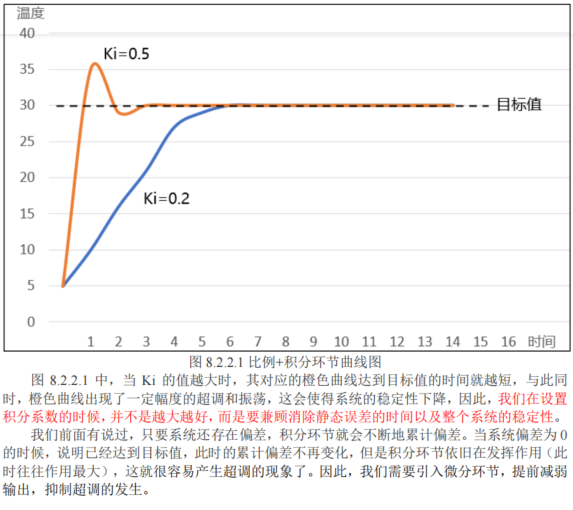 温度
40
35
Ki=0.5
30
目标值
25
20
Ki=0.2
15
10
5
0
1 2 3 4 5 6 7 8 9 10 11 12 13 14 15 16 时间
图 8.2.2.1 比例+积分环节曲线图
图 8.2.2.1 中，当 Ki 的值越大时，其对应的橙色曲线达到目标值的时间就越短，与此同
时，橙色曲线出现了一定幅度的超调和振荡，这会使得系统的稳定性下降，因此，我们在设置
积分系数的时候，并不是越大越好，而是要兼顾消除静态误差的时间以及整个系统的稳定性。
我们前面有说过，只要系统还存在偏差，积分环节就会不断地累计偏差。当系统偏差为 0
的时候，说明已经达到目标值，此时的累计偏差不再变化，但是积分环节依旧在发挥作用（此
时往往作用最大），这就很容易产生超调的现象了。因此，我们需要引入微分环节，提前减弱
输出，抑制超调的发生。